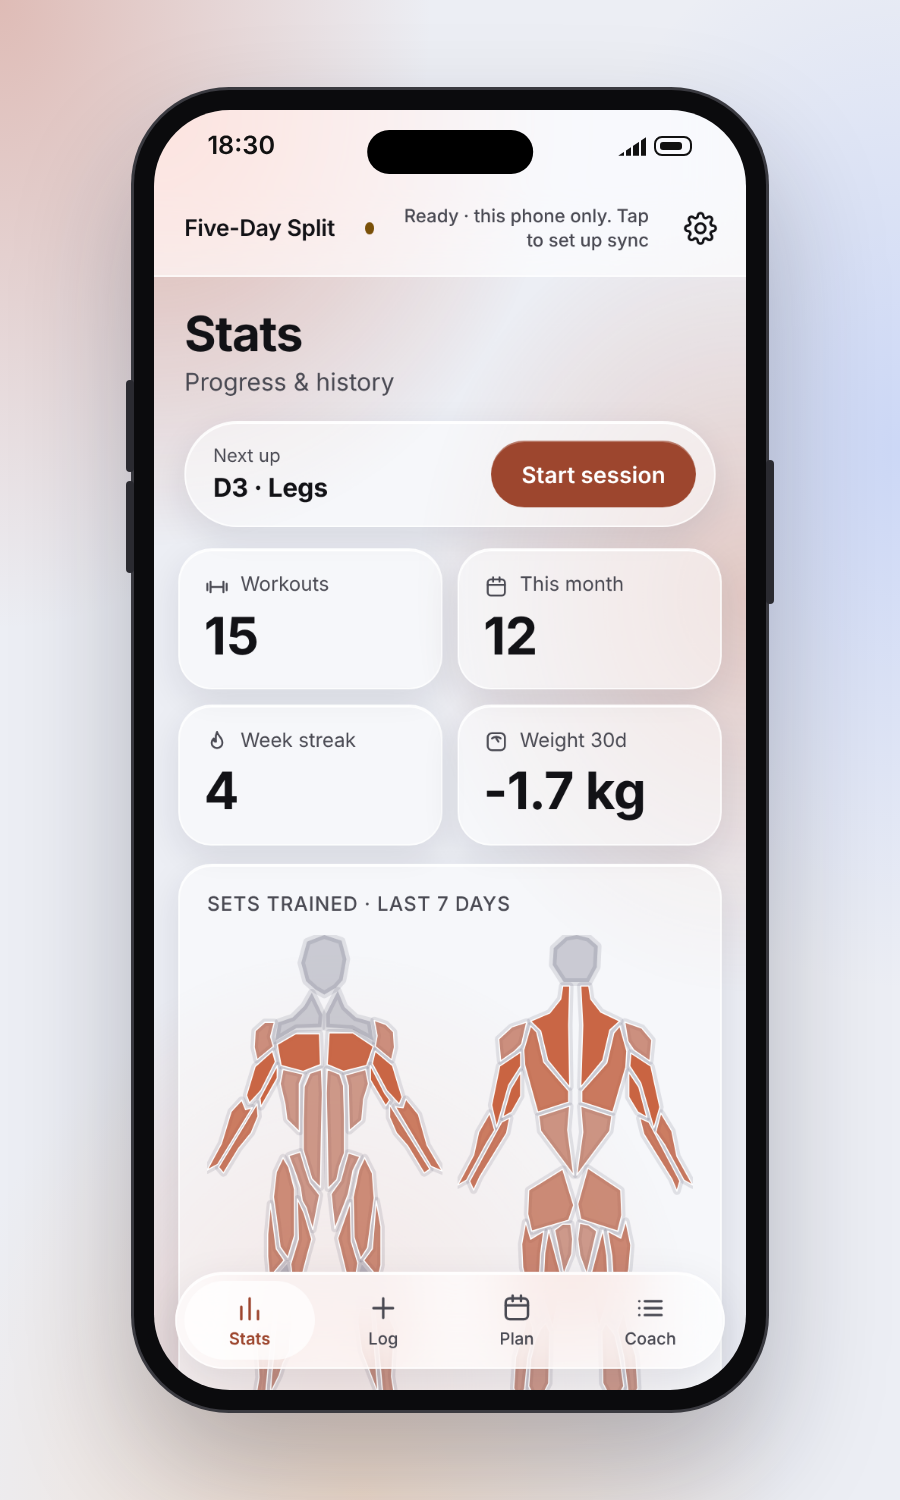 18:30
Five-Day Split
Ready · this phone only. Tap
to set up sync
Stats
Progress & history
Next up
D3 · Legs
Start session
Workouts
15
This month
12
Week streak
4
Weight 30d
-1.7 kg
SETS TRAINED · LAST 7 DAYS
Stats
Log
Plan
Coach